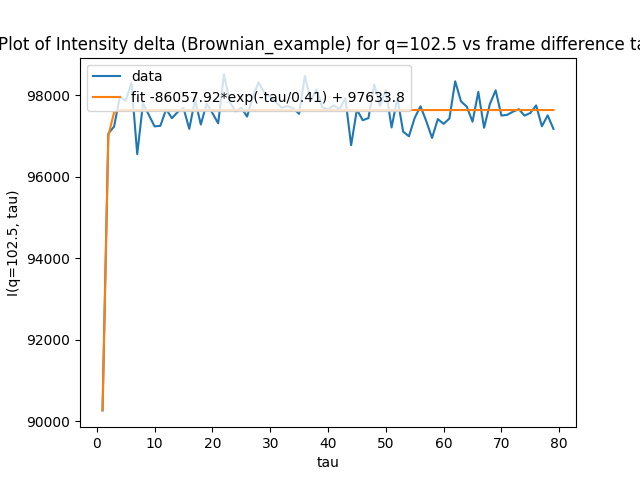 Plot of Intensity delta (Brownian_example) for q=102.5 vs frame difference ta
data
fit -86057.92*exp(-tau/0.41) + 97633.8
I(q=102.5, tau)
98000
96000
94000
92000
90000
0 10 20 30 40 50 60 70 80
tau